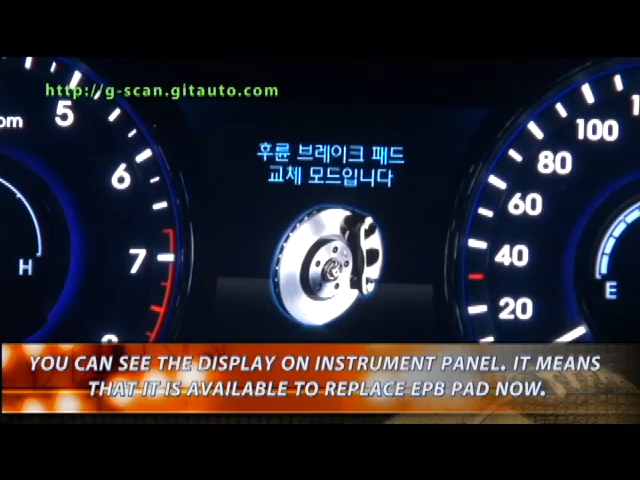 http://g-scan.gitauto.com
후륜 브레이크 패드
교체 모드입니다
5
6
7
8
H
100
80
60
40
20
E
YOU CAN SEE THE DISPLAY ON INSTRUMENT PANEL. IT MEANS
THAT IT IS AVAILABLE TO REPLACE EPB PAD NOW.